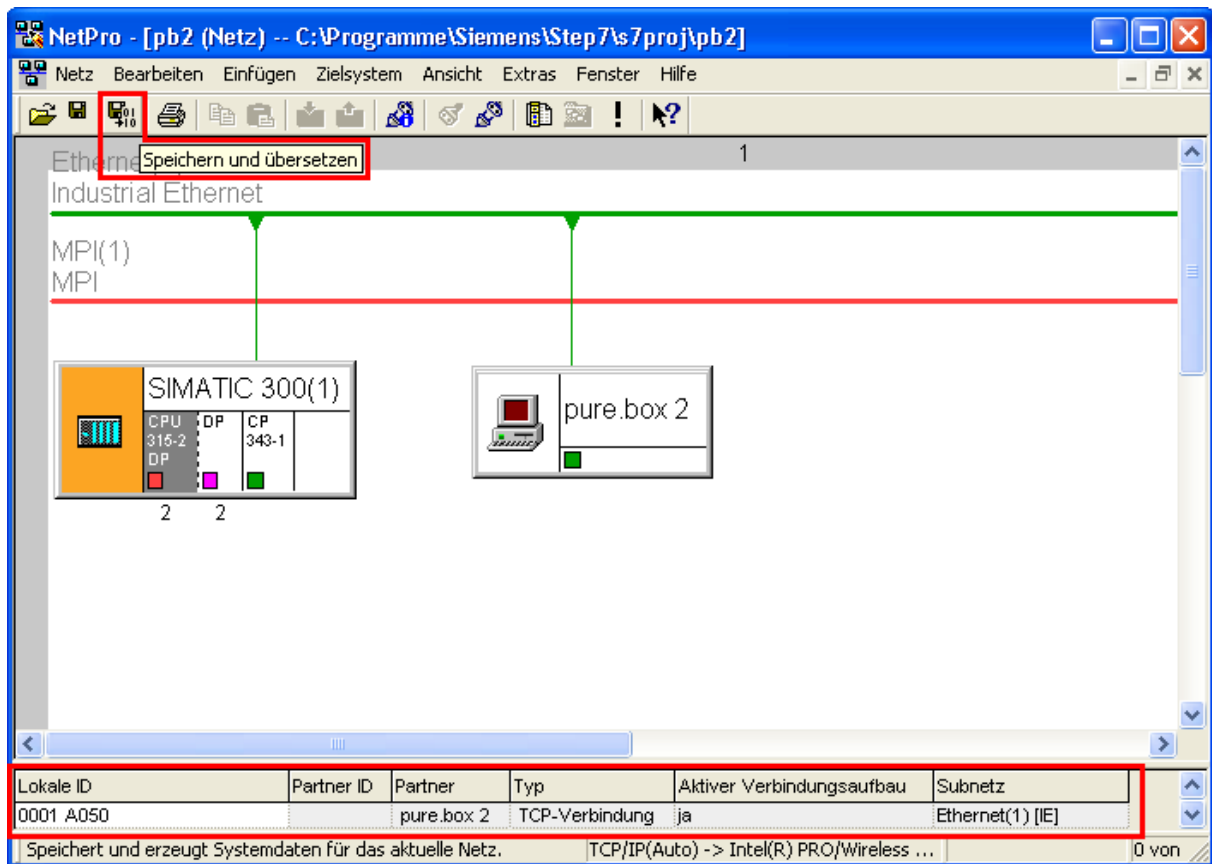 NetPro - [pb2 (Netz) -- C:\Programme\Siemens\Step7\s7proj\pb2]
Netz Bearbeiten Einfügen Zielsystem Ansicht Extras Fenster Hilfe
Speichern und übersetzen
1
Industrial Ethernet
MPI(1)
MPI
SIMATIC 300(1)
CPU 315-2 DP
DP
CP 343-1
2 2
pure.box 2
Lokale ID Partner ID Partner Typ Aktiver Verbindungsaufbau Subnetz
0001 A050 pure.box 2 TCP-Verbindung ja Ethernet(1) [IE]
Speichert und erzeugt Systemdaten für das aktuelle Netz. TCP/IP(Auto) -> Intel(R) PRO/Wireless ... 0 von